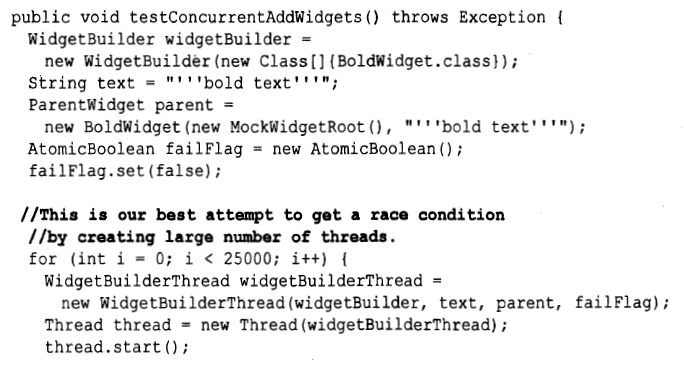 public void testConcurrentAddWidgets() throws Exception {
WidgetBuilder widgetBuilder =
new WidgetBuilder(new Class[]{BoldWidget.class});
String text = "'''bold text'''";
ParentWidget parent =
new BoldWidget(new MockWidgetRoot(), "'''bold text'''");
AtomicBoolean failFlag = new AtomicBoolean();
failFlag.set(false);
//This is our best attempt to get a race condition
//by creating large number of threads.
for (int i = 0; i < 25000; i++) {
WidgetBuilderThread widgetBuilderThread =
new WidgetBuilderThread(widgetBuilder, text, parent, failFlag);
Thread thread = new Thread(widgetBuilderThread);
thread.start();